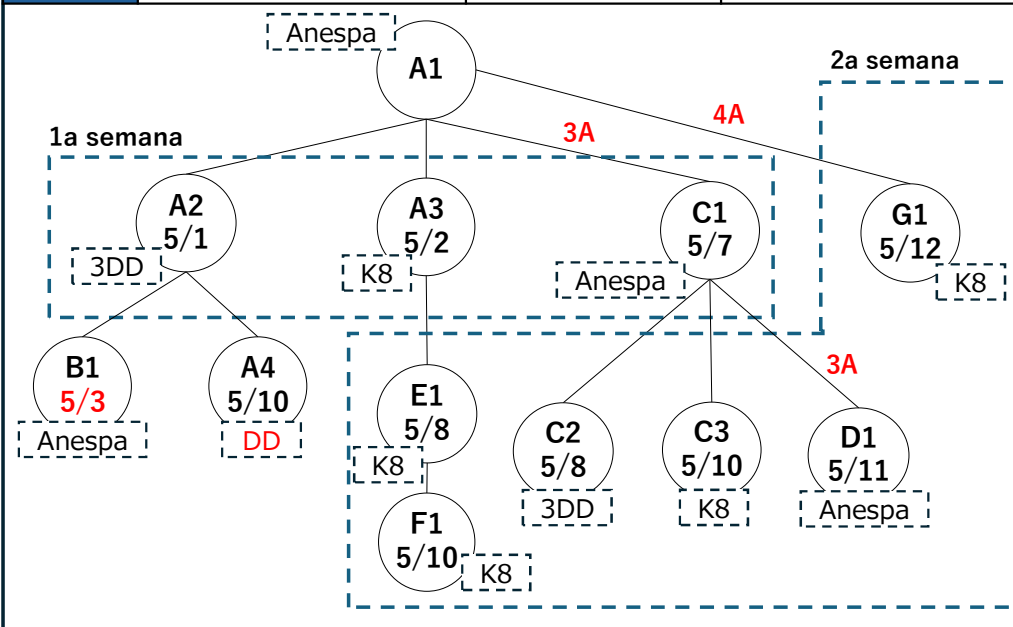 Anespa
A1
2a semana
4A
3A
1a semana
A2
5/1
3DD
A3
5/2
K8
C1
5/7
Anespa
G1
5/12
K8
B1
5/3
Anespa
A4
5/10
DD
E1
5/8
K8
3A
C2
5/8
3DD
C3
5/10
K8
D1
5/11
Anespa
F1
5/10
K8